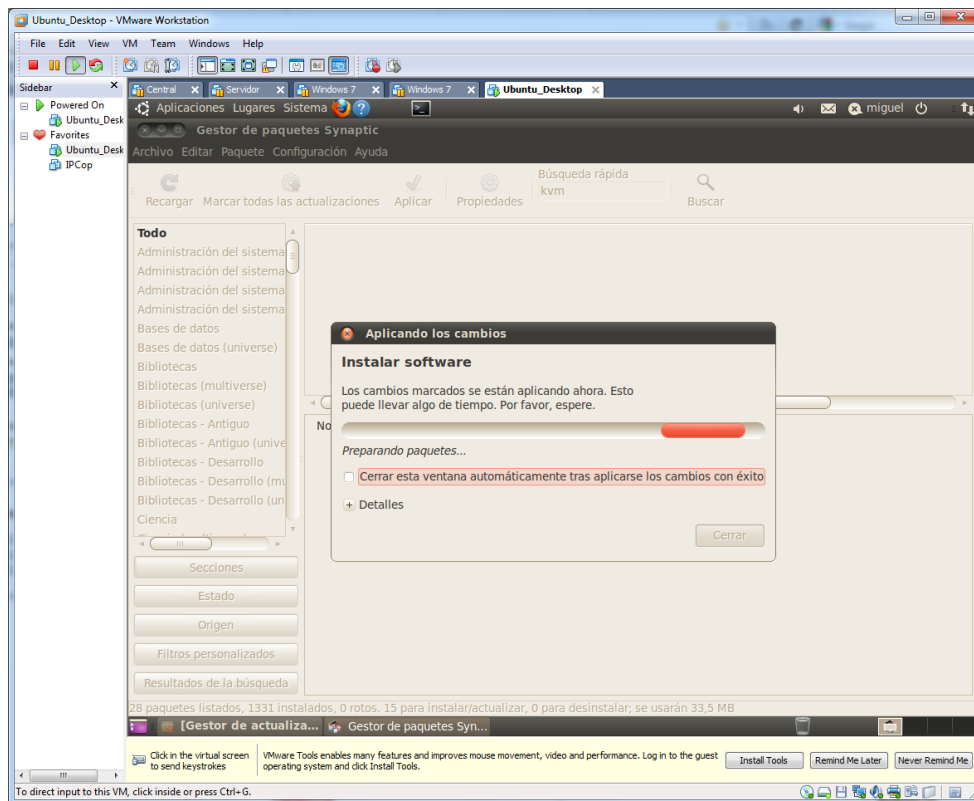 Ubuntu_Desktop - VMware Workstation
File Edit View VM Team Windows Help
Sidebar
Powered On
Ubuntu_Desk
Favorites
Ubuntu_Desk
IPCop
Central Servidor Windows 7 Windows 7 Ubuntu_Desktop
Aplicaciones Lugares Sistema miguel
Gestor de paquetes Synaptic
Archivo Editar Paquete Configuración Ayuda
Búsqueda rápida
kvm
Recargar Marcar todas las actualizaciones Aplicar Propiedades Buscar
Todo
Administración del sistema
Administración del sistema
Administración del sistema
Administración del sistema
Bases de datos
Bases de datos (universe)
Bibliotecas
Bibliotecas (multiverse)
Bibliotecas (universe)
Bibliotecas - Antiguo
Bibliotecas - Antiguo (unive
Bibliotecas - Desarrollo
Bibliotecas - Desarrollo (mu
Bibliotecas - Desarrollo (un
Ciencia
No
Aplicando los cambios
Instalar software
Los cambios marcados se están aplicando ahora. Esto
puede llevar algo de tiempo. Por favor, espere.
Preparando paquetes...
Cerrar esta ventana automáticamente tras aplicarse los cambios con éxito
Detalles
Cerrar
Secciones
Estado
Origen
Filtros personalizados
Resultados de la búsqueda
28 paquetes listados, 1331 instalados, 0 rotos. 15 para instalar/actualizar, 0 para desinstalar; se usarán 33,5 MB
[Gestor de actualiza... Gestor de paquetes Syn...
Click in the virtual screen
to send keystrokes
VMware Tools enables many features and improves mouse movement, video and performance. Log in to the guest
operating system and click Install Tools.
Install Tools Remind Me Later Never Remind Me
To direct input to this VM, click inside or press Ctrl+G.